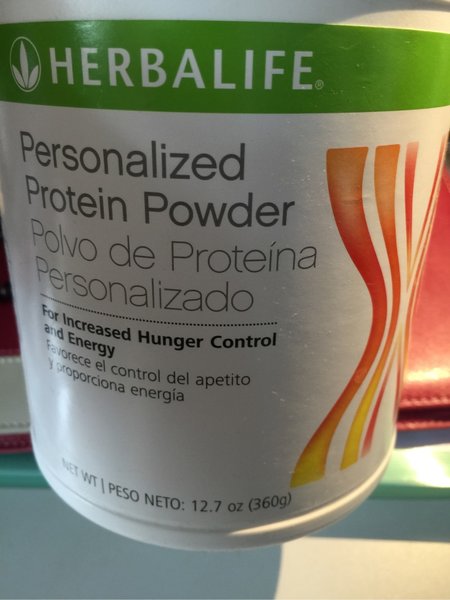 HERBALIFE®
Personalized
Protein Powder
Polvo de Proteína
Personalizado
For Increased Hunger Control
and Energy
Favorece el control del apetito
y proporciona energía
NET WT | PESO NETO: 12.7 oz (360g)